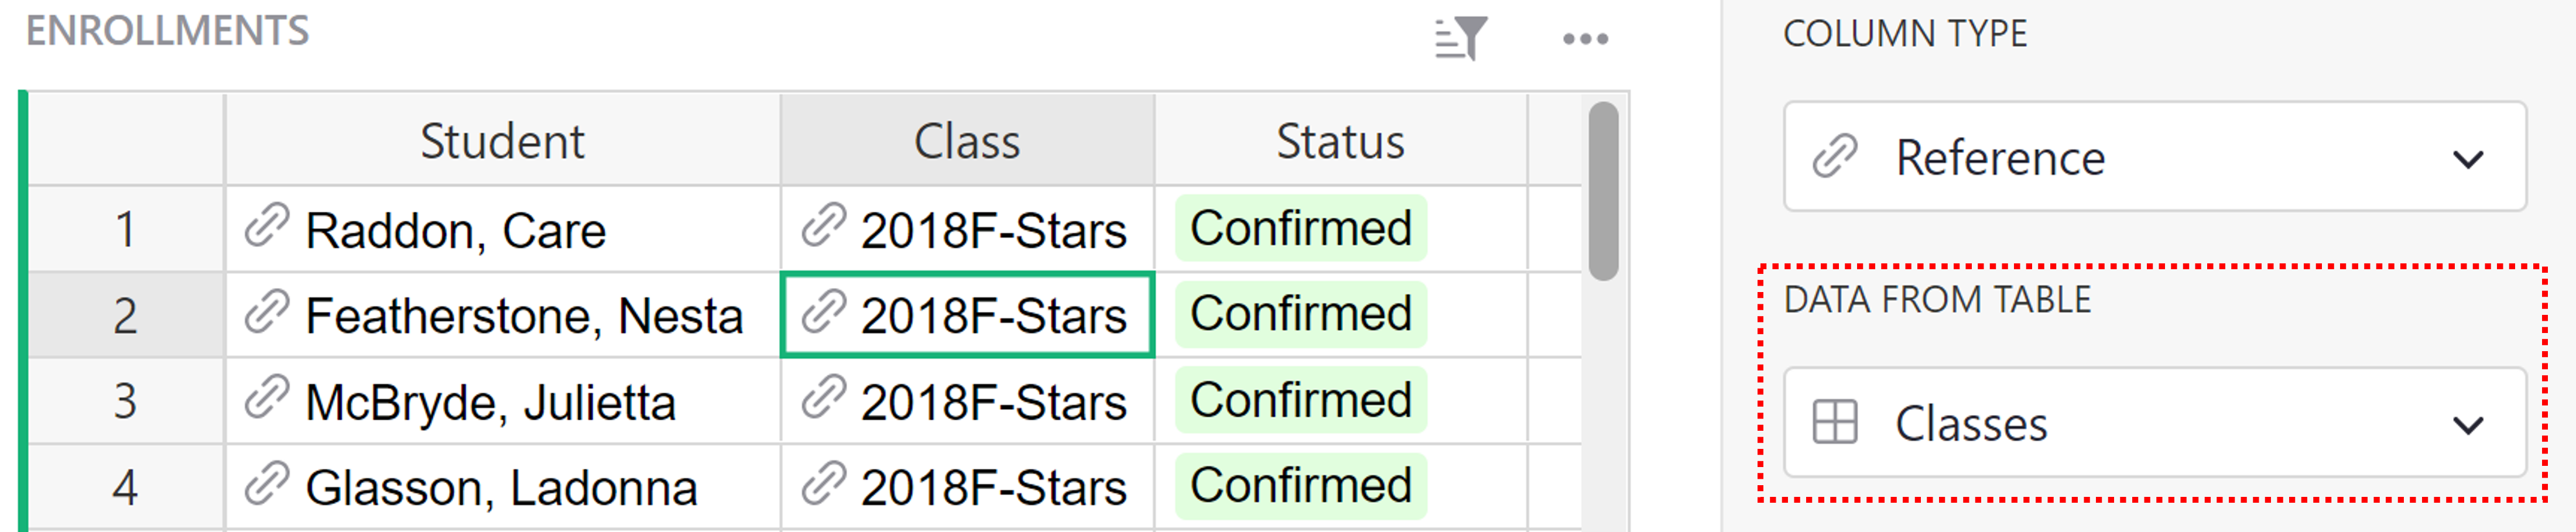 ENROLLMENTS
Student Class Status
1 Raddon, Care 2018F-Stars Confirmed
2 Featherstone, Nesta 2018F-Stars Confirmed
3 McBryde, Julietta 2018F-Stars Confirmed
4 Glasson, Ladonna 2018F-Stars Confirmed
COLUMN TYPE
Reference
DATA FROM TABLE
Classes